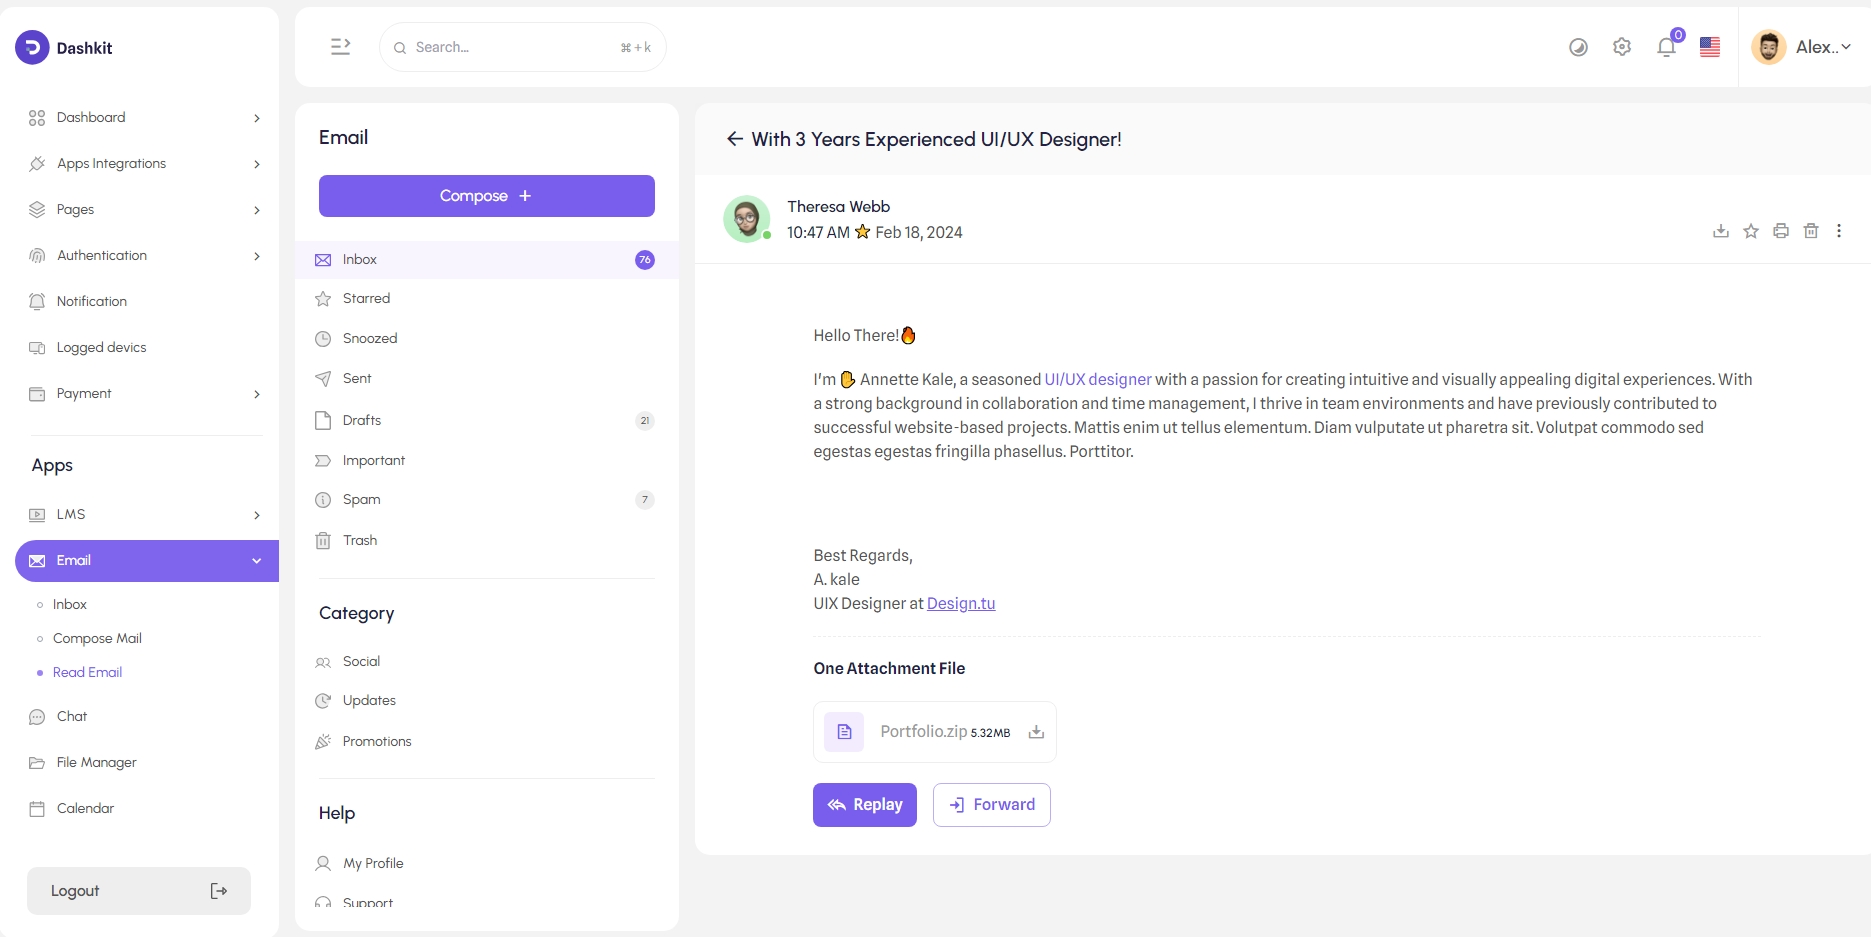 Dashkit
Dashboard
Apps Integrations
Pages
Authentication
Notification
Logged devics
Payment
Apps
LMS
Email
Inbox
Compose Mail
Read Email
Chat
File Manager
Calendar
Logout
Search...
⌘+k
0
Alex..
Email
Compose +
Inbox 76
Starred
Snoozed
Sent
Drafts 21
Important
Spam 7
Trash
Category
Social
Updates
Promotions
Help
My Profile
Support
With 3 Years Experienced UI/UX Designer!
Theresa Webb
10:47 AM ⭐ Feb 18, 2024
Hello There!🔥
I'm ✋ Annette Kale, a seasoned UI/UX designer with a passion for creating intuitive and visually appealing digital experiences. With
a strong background in collaboration and time management, I thrive in team environments and have previously contributed to
successful website-based projects. Mattis enim ut tellus elementum. Diam vulputate ut pharetra sit. Volutpat commodo sed
egestas egestas fringilla phasellus. Porttitor.
Best Regards,
A. kale
UIX Designer at Design.tu
One Attachment File
Portfolio.zip 5.32MB
Replay
Forward